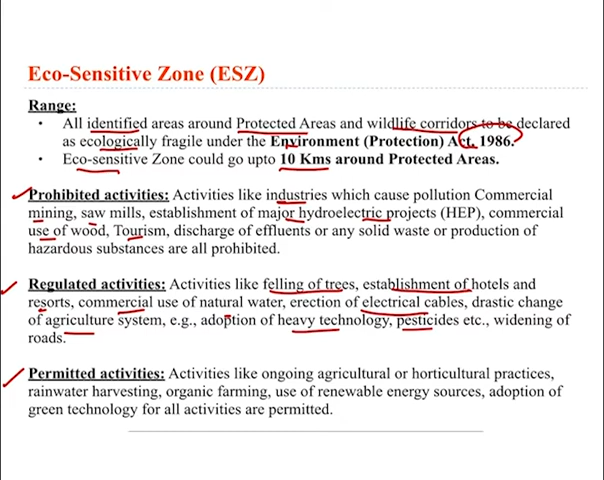 Eco-Sensitive Zone (ESZ)
Range:
• All identified areas around Protected Areas and wildlife corridors to be declared
as ecologically fragile under the Environment (Protection) Act, 1986.
• Eco-sensitive Zone could go upto 10 Kms around Protected Areas.
Prohibited activities: Activities like industries which cause pollution Commercial
mining, saw mills, establishment of major hydroelectric projects (HEP), commercial
use of wood, Tourism, discharge of effluents or any solid waste or production of
hazardous substances are all prohibited.
Regulated activities: Activities like felling of trees, establishment of hotels and
resorts, commercial use of natural water, erection of electrical cables, drastic change
of agriculture system, e.g., adoption of heavy technology, pesticides etc., widening of
roads.
Permitted activities: Activities like ongoing agricultural or horticultural practices,
rainwater harvesting, organic farming, use of renewable energy sources, adoption of
green technology for all activities are permitted.